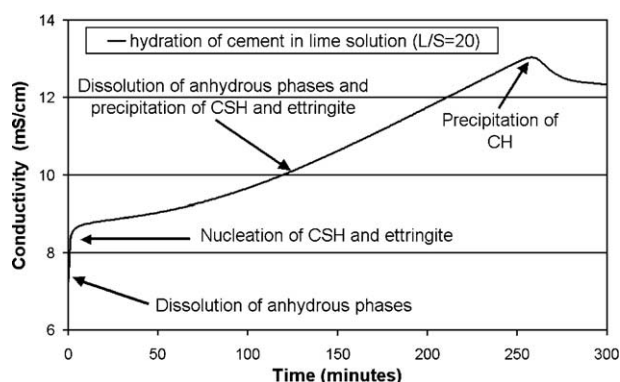 14
hydration of cement in lime solution (L/S=20)
Dissolution of anhydrous phases and
precipitation of CSH and ettringite
12
Precipitation of
CH
10
Nucleation of CSH and ettringite
8
Dissolution of anhydrous phases
6
Conductivity (mS/cm)
0 50 100 150 200 250 300
Time (minutes)